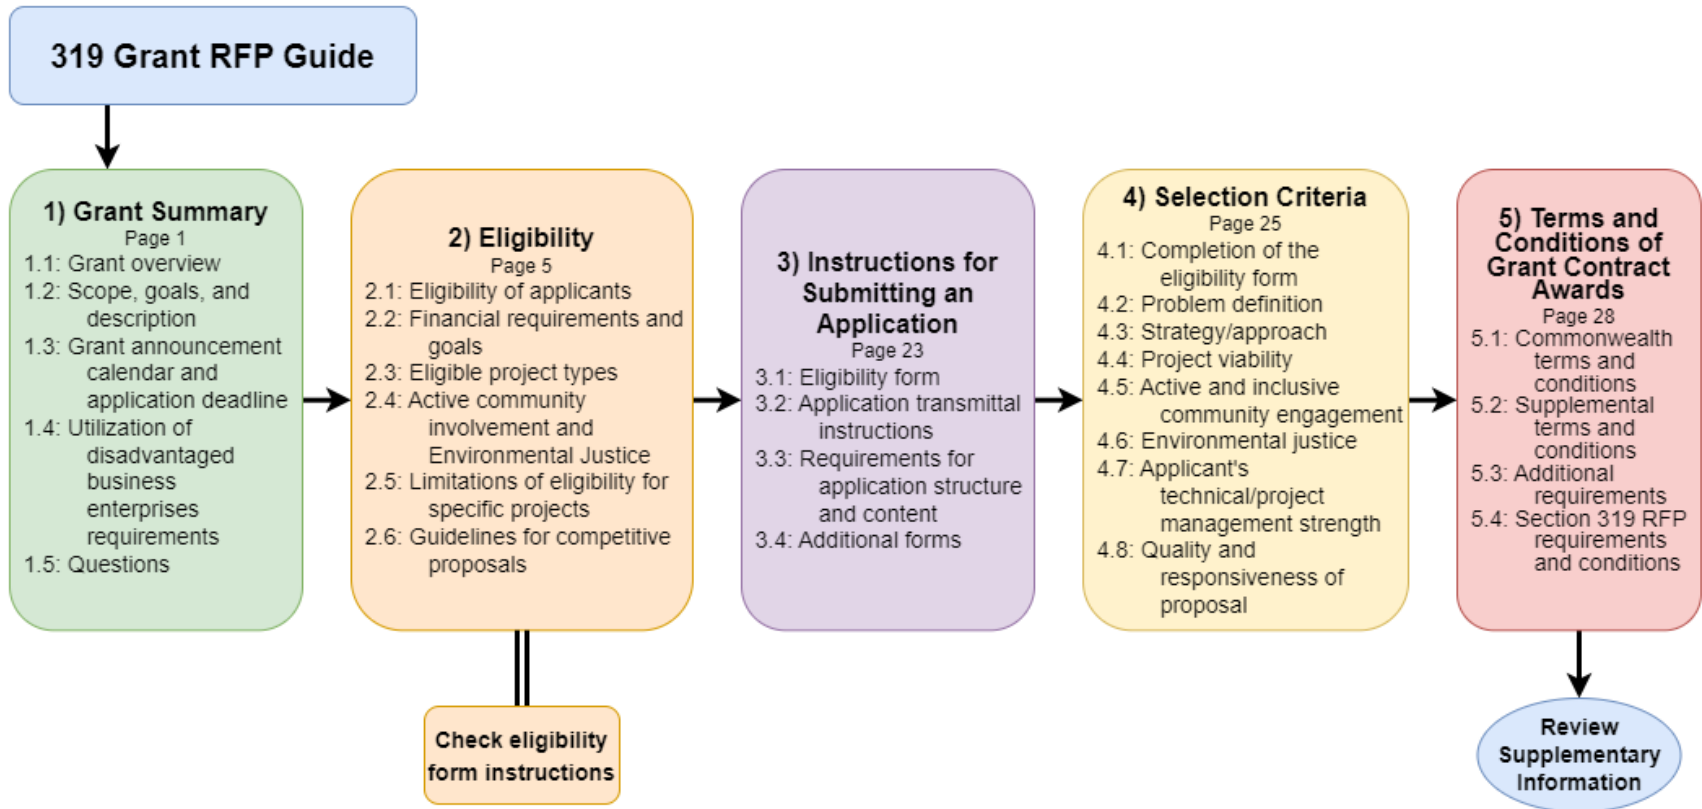 319 Grant RFP Guide
1) Grant Summary
Page 1
1.1: Grant overview
1.2: Scope, goals, and
description
1.3: Grant announcement
calendar and
application deadline
1.4: Utilization of
disadvantaged
business
enterprises
requirements
1.5: Questions
2) Eligibility
Page 5
2.1: Eligibility of applicants
2.2: Financial requirements and
goals
2.3: Eligible project types
2.4: Active community
involvement and
Environmental Justice
2.5: Limitations of eligibility for
specific projects
2.6: Guidelines for competitive
proposals
Check eligibility
form instructions
3) Instructions for
Submitting an
Application
Page 23
3.1: Eligibility form
3.2: Application transmittal
instructions
3.3: Requirements for
application structure
and content
3.4: Additional forms
4) Selection Criteria
Page 25
4.1: Completion of the
eligibility form
4.2: Problem definition
4.3: Strategy/approach
4.4: Project viability
4.5: Active and inclusive
community engagement
4.6: Environmental justice
4.7: Applicant's
technical/project
management strength
4.8: Quality and
responsiveness of
proposal
5) Terms and
Conditions of
Grant Contract
Awards
Page 28
5.1: Commonwealth
terms and
conditions
5.2: Supplemental
terms and
conditions
5.3: Additional
requirements
5.4: Section 319 RFP
requirements
and conditions
Review
Supplementary
Information